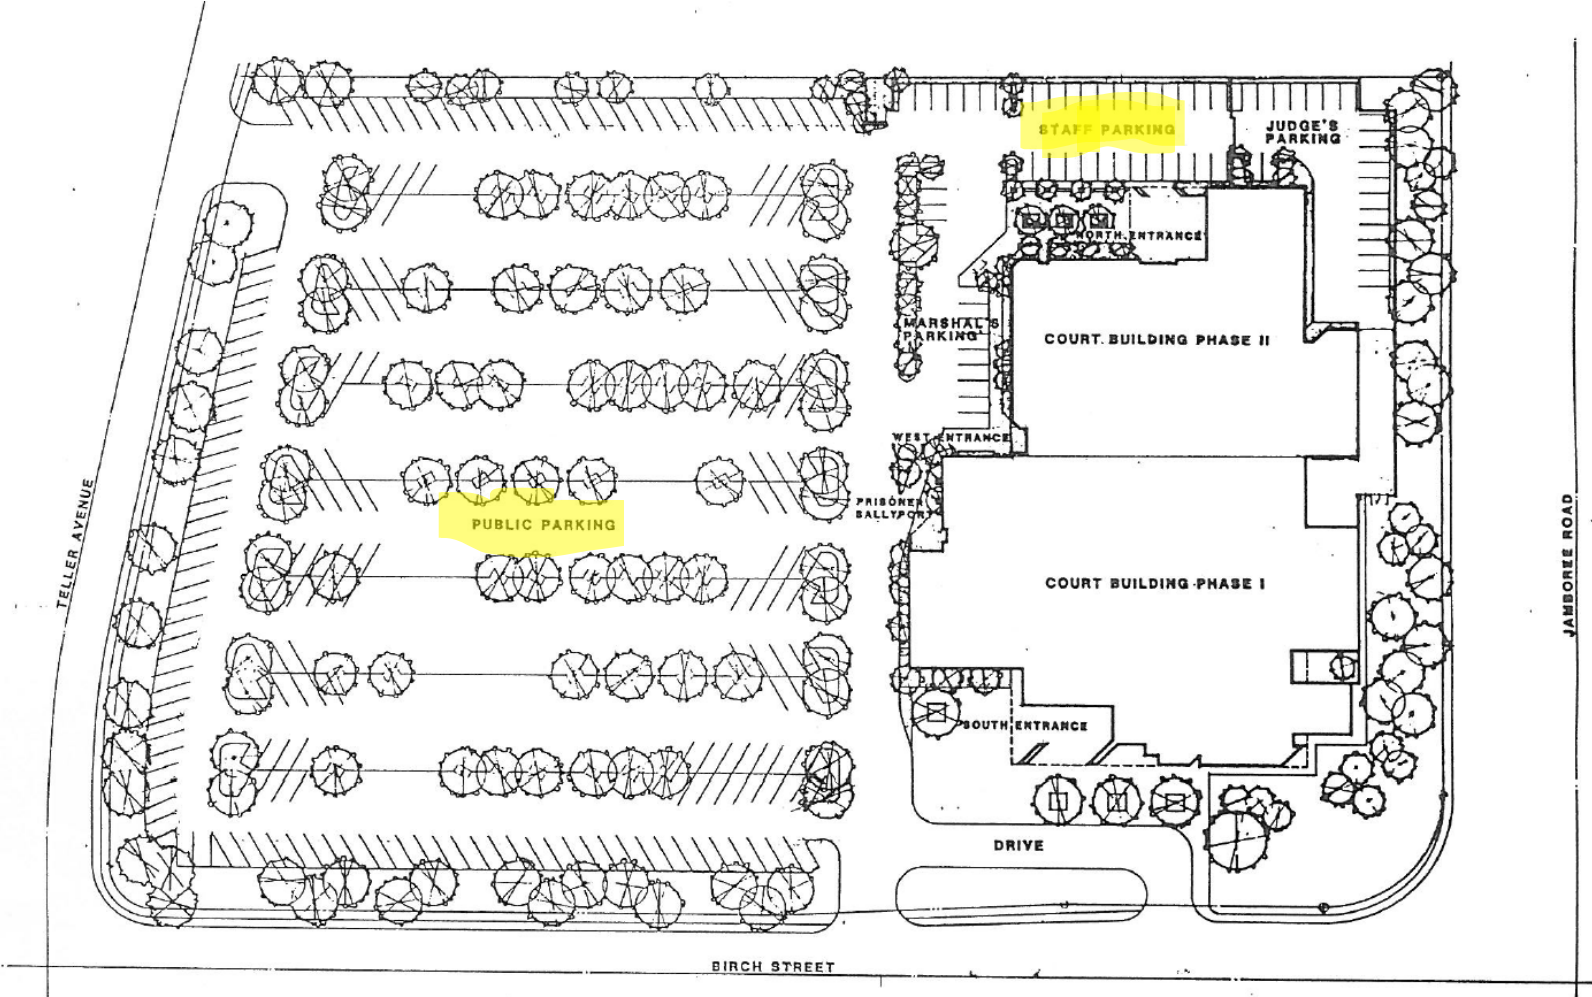 STAFF PARKING
JUDGE'S
PARKING
NORTH ENTRANCE
MARSHAL'S
PARKING
COURT BUILDING PHASE II
WEST ENTRANCE
PRISONER
SALLYPORT
PUBLIC PARKING
TELLER AVENUE
JAMBOREE ROAD
COURT BUILDING PHASE I
SOUTH ENTRANCE
DRIVE
BIRCH STREET